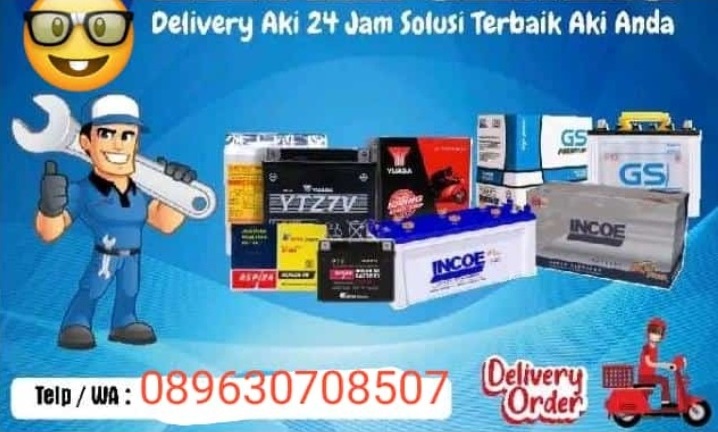 Delivery Aki 24 Jam Solusi Terbaik Aki Anda
YUASA
YTZ7V
YUASA
GS
GS
INCOE
INCOE
ASPIRA
Telp / WA : 089630708507
Delivery
Order